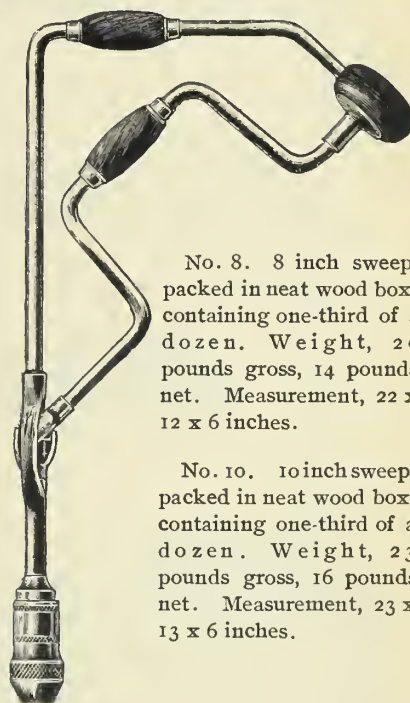 No. 8. 8 inch sweep
packed in neat wood box
containing one-third of
dozen. Weight,
pounds gross, 14 pounds
net. Measurement, 22 x
12 x 6 inches.
No. 10. 10 inch sweep
packed in neat wood box
containing one-third of a
dozen. Weight, 23
pounds gross, 16 pounds
net. Measurement, 23 x
13 x 6 inches.